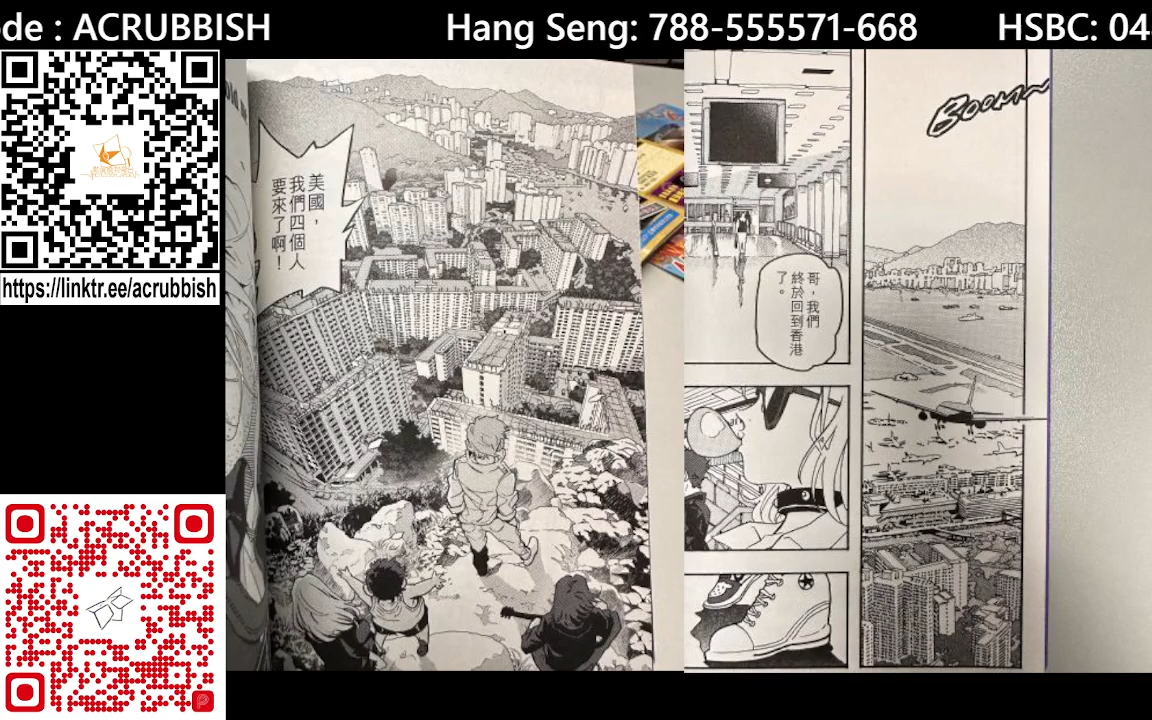 ode : ACRUBBISH
Hang Seng: 788-555571-668
HSBC: 04
https://linktr.ee/acrubbish
美國，
我們四個人
要來了啊！
BOOM
哥，我們
終於回到香港
了。